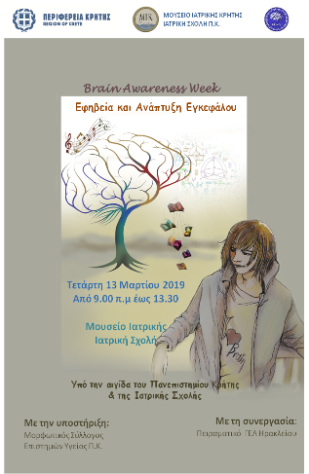 ΠΕΡΙΦΕΡΕΙΑ ΚΡΗΤΗΣ
REGION OF CRETE
ΜΟΥΣΕΙΟ ΙΑΤΡΙΚΗΣ ΚΡΗΤΗΣ
ΙΑΤΡΙΚΗ ΣΧΟΛΗ Π.Κ.
Brain Awareness Week
Εφηβεία και Ανάπτυξη Εγκεφάλου
Τετάρτη 13 Μαρτίου 2019
Από 9.00 π.μ έως 13.30
Μουσείο Ιατρικής
Ιατρική Σχολή
Υπό την αιγίδα του Πανεπιστημίου Κρήτης
& της Ιατρικής Σχολής
Με την υποστήριξη:
Μορφωτικός Σύλλογος
Επιστημών Υγείας Π.Κ.
Με τη συνεργασία:
Πειραματικό ΓΕΛ Ηρακλείου